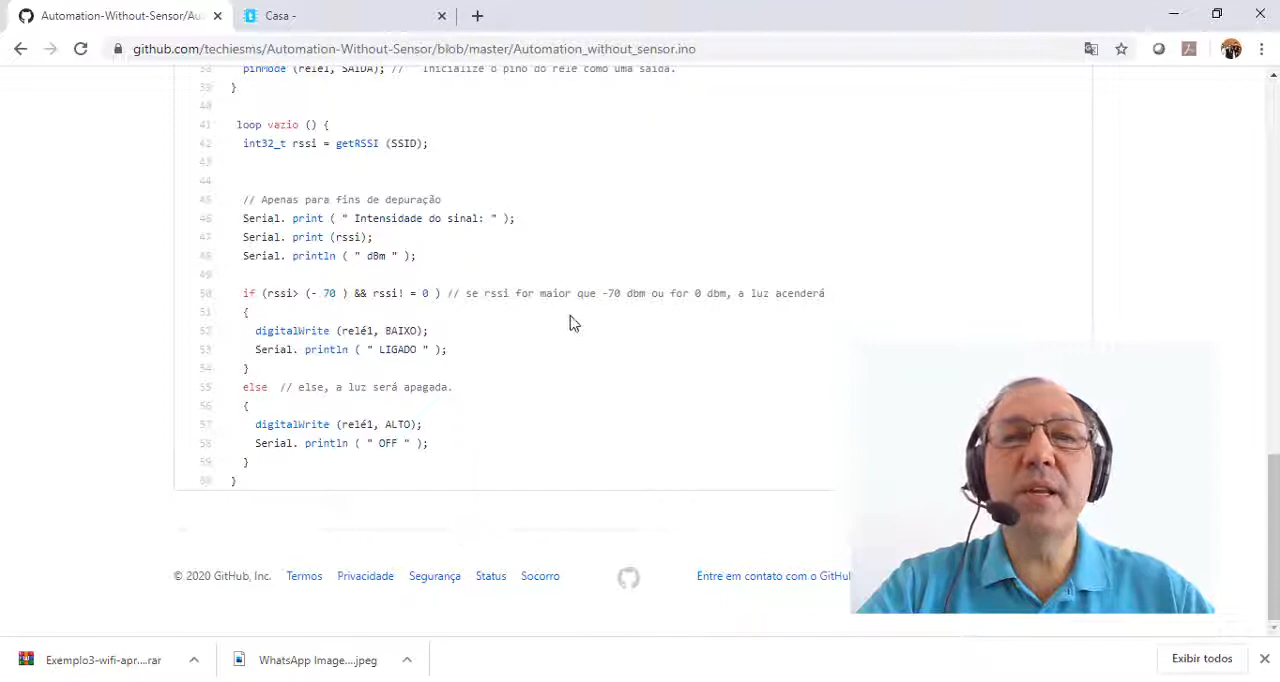 Automation-Without-Sensor/Au
Casa -
github.com/techiesms/Automation-Without-Sensor/blob/master/Automation_without_sensor.ino
38 pinMode (relé1, SAÍDA); // Inicialize o pino do relé como uma saída.
39 }
40
41 loop vazio () {
42 int32_t rssi = getRSSI (SSID);
43
44
45 // Apenas para fins de depuração
46 Serial. print ( " Intensidade do sinal: " );
47 Serial. print (rssi);
48 Serial. println ( " dBm " );
49
50 if (rssi> (- 70 ) && rssi! = 0 ) // se rssi for maior que -70 dbm ou for 0 dbm, a luz acenderá
51 {
52 digitalWrite (relé1, BAIXO);
53 Serial. println ( " LIGADO " );
54 }
55 else // else, a luz será apagada.
56 {
57 digitalWrite (relé1, ALTO);
58 Serial. println ( " OFF " );
59 }
60 }
© 2020 GitHub, Inc. Termos Privacidade Segurança Status Socorro Entre em contato com o GitHu
Exemplo3-wifi-apr....rar WhatsApp Image....jpeg Exibir todos